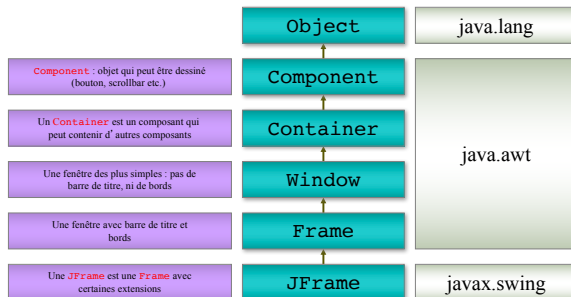 Object
java.lang
Component : objet qui peut être dessiné
(bouton, scrollbar etc.)
Component
Un Container est un composant qui
peut contenir d' autres composants
Container
java.awt
Une fenêtre des plus simples : pas de
barre de titre, ni de bords
Window
Une fenêtre avec barre de titre et
bords
Frame
Une JFrame est une Frame avec
certaines extensions
JFrame
javax.swing